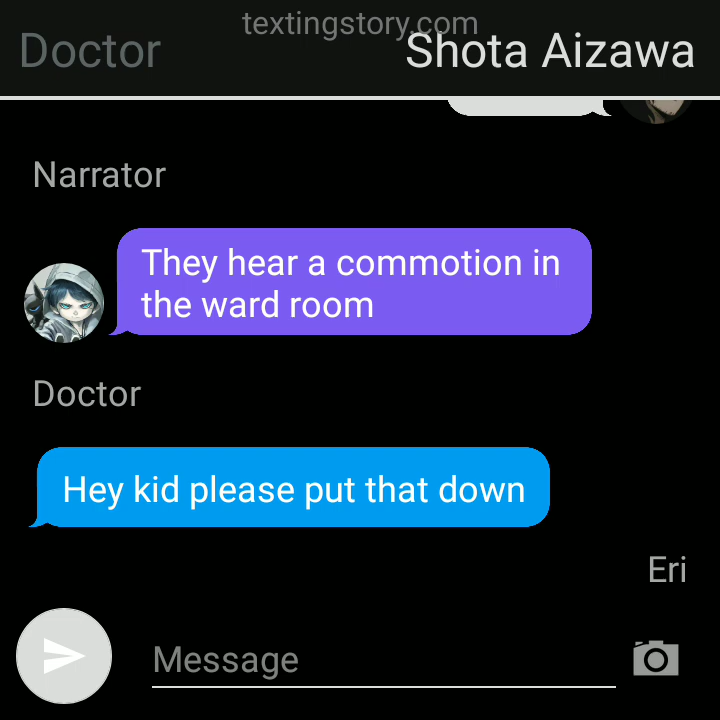 textingstory.com
Doctor
Shota Aizawa
Narrator
They hear a commotion in
the ward room
Doctor
Hey kid please put that down
Eri
Message